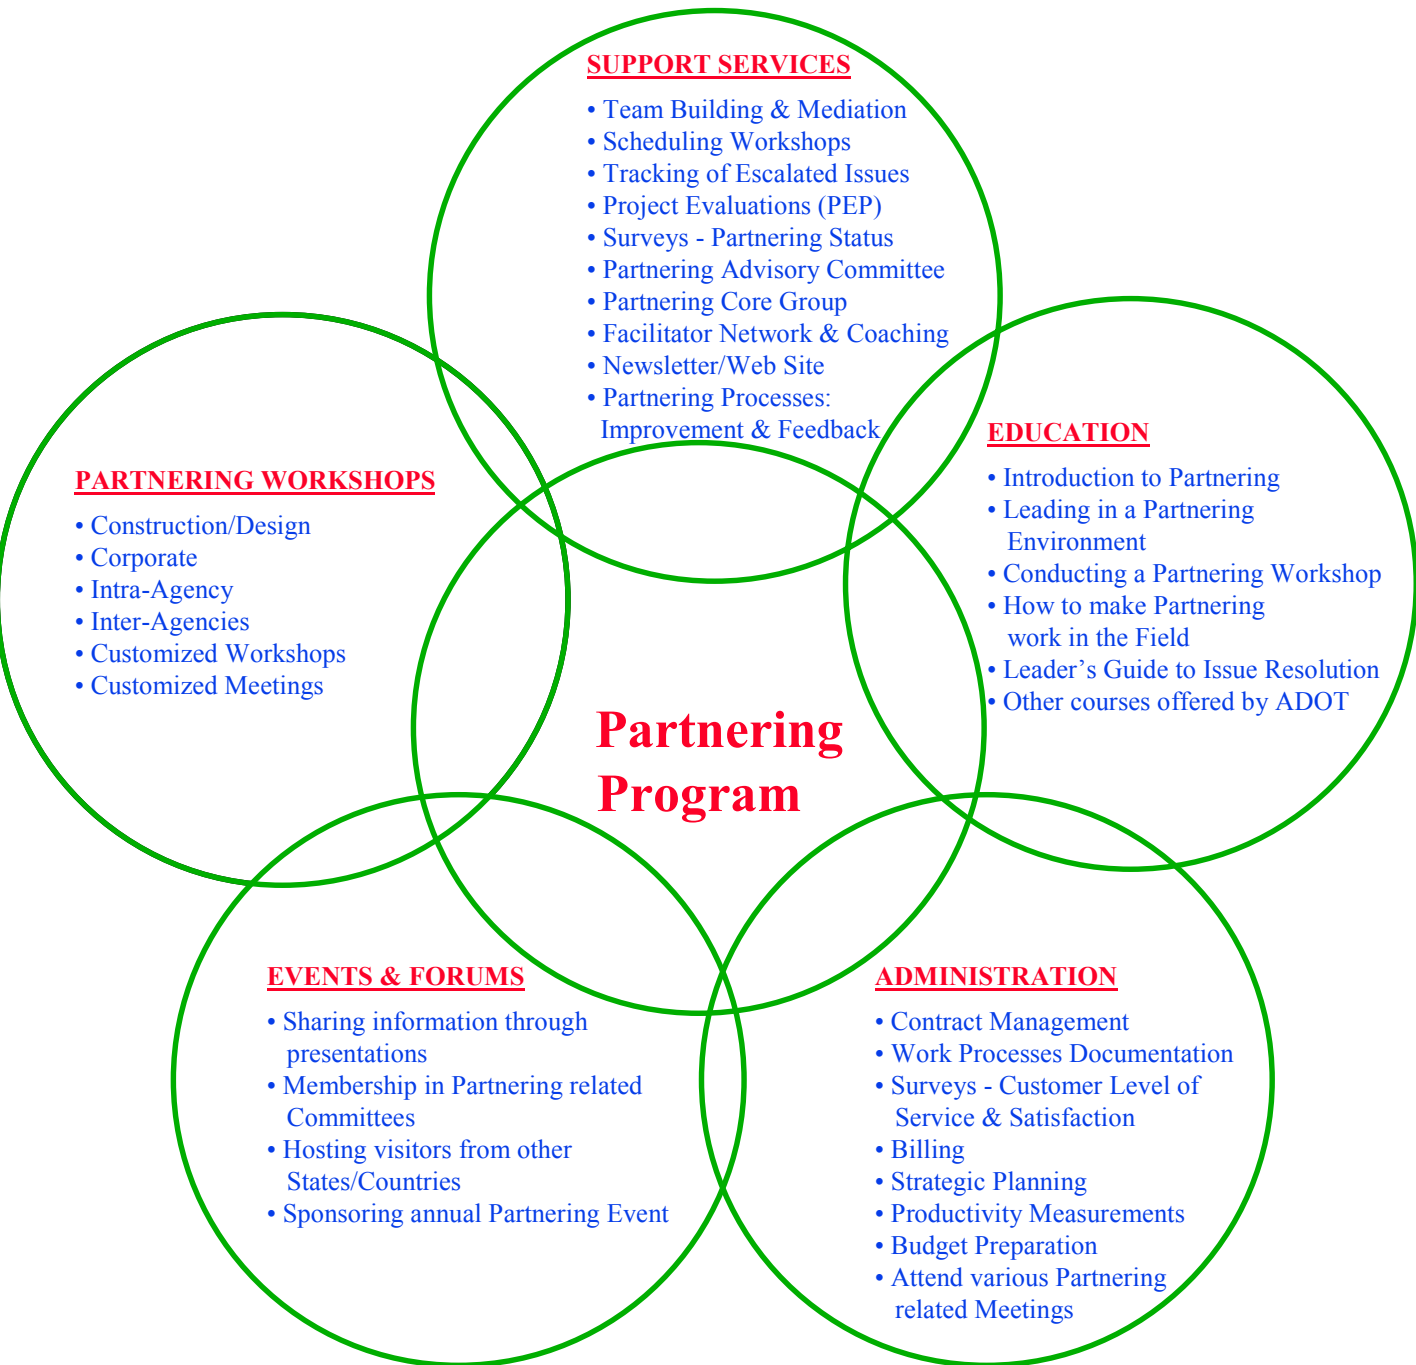 SUPPORT SERVICES
• Team Building & Mediation
• Scheduling Workshops
• Tracking of Escalated Issues
• Project Evaluations (PEP)
• Surveys - Partnering Status
• Partnering Advisory Committee
• Partnering Core Group
• Facilitator Network & Coaching
• Newsletter/Web Site
• Partnering Processes:
Improvement & Feedback
EDUCATION
• Introduction to Partnering
• Leading in a Partnering
Environment
• Conducting a Partnering Workshop
• How to make Partnering
work in the Field
• Leader’s Guide to Issue Resolution
• Other courses offered by ADOT
PARTNERING WORKSHOPS
• Construction/Design
• Corporate
• Intra-Agency
• Inter-Agencies
• Customized Workshops
• Customized Meetings
Partnering
Program
EVENTS & FORUMS
• Sharing information through
presentations
• Membership in Partnering related
Committees
• Hosting visitors from other
States/Countries
• Sponsoring annual Partnering Event
ADMINISTRATION
• Contract Management
• Work Processes Documentation
• Surveys - Customer Level of
Service & Satisfaction
• Billing
• Strategic Planning
• Productivity Measurements
• Budget Preparation
• Attend various Partnering
related Meetings